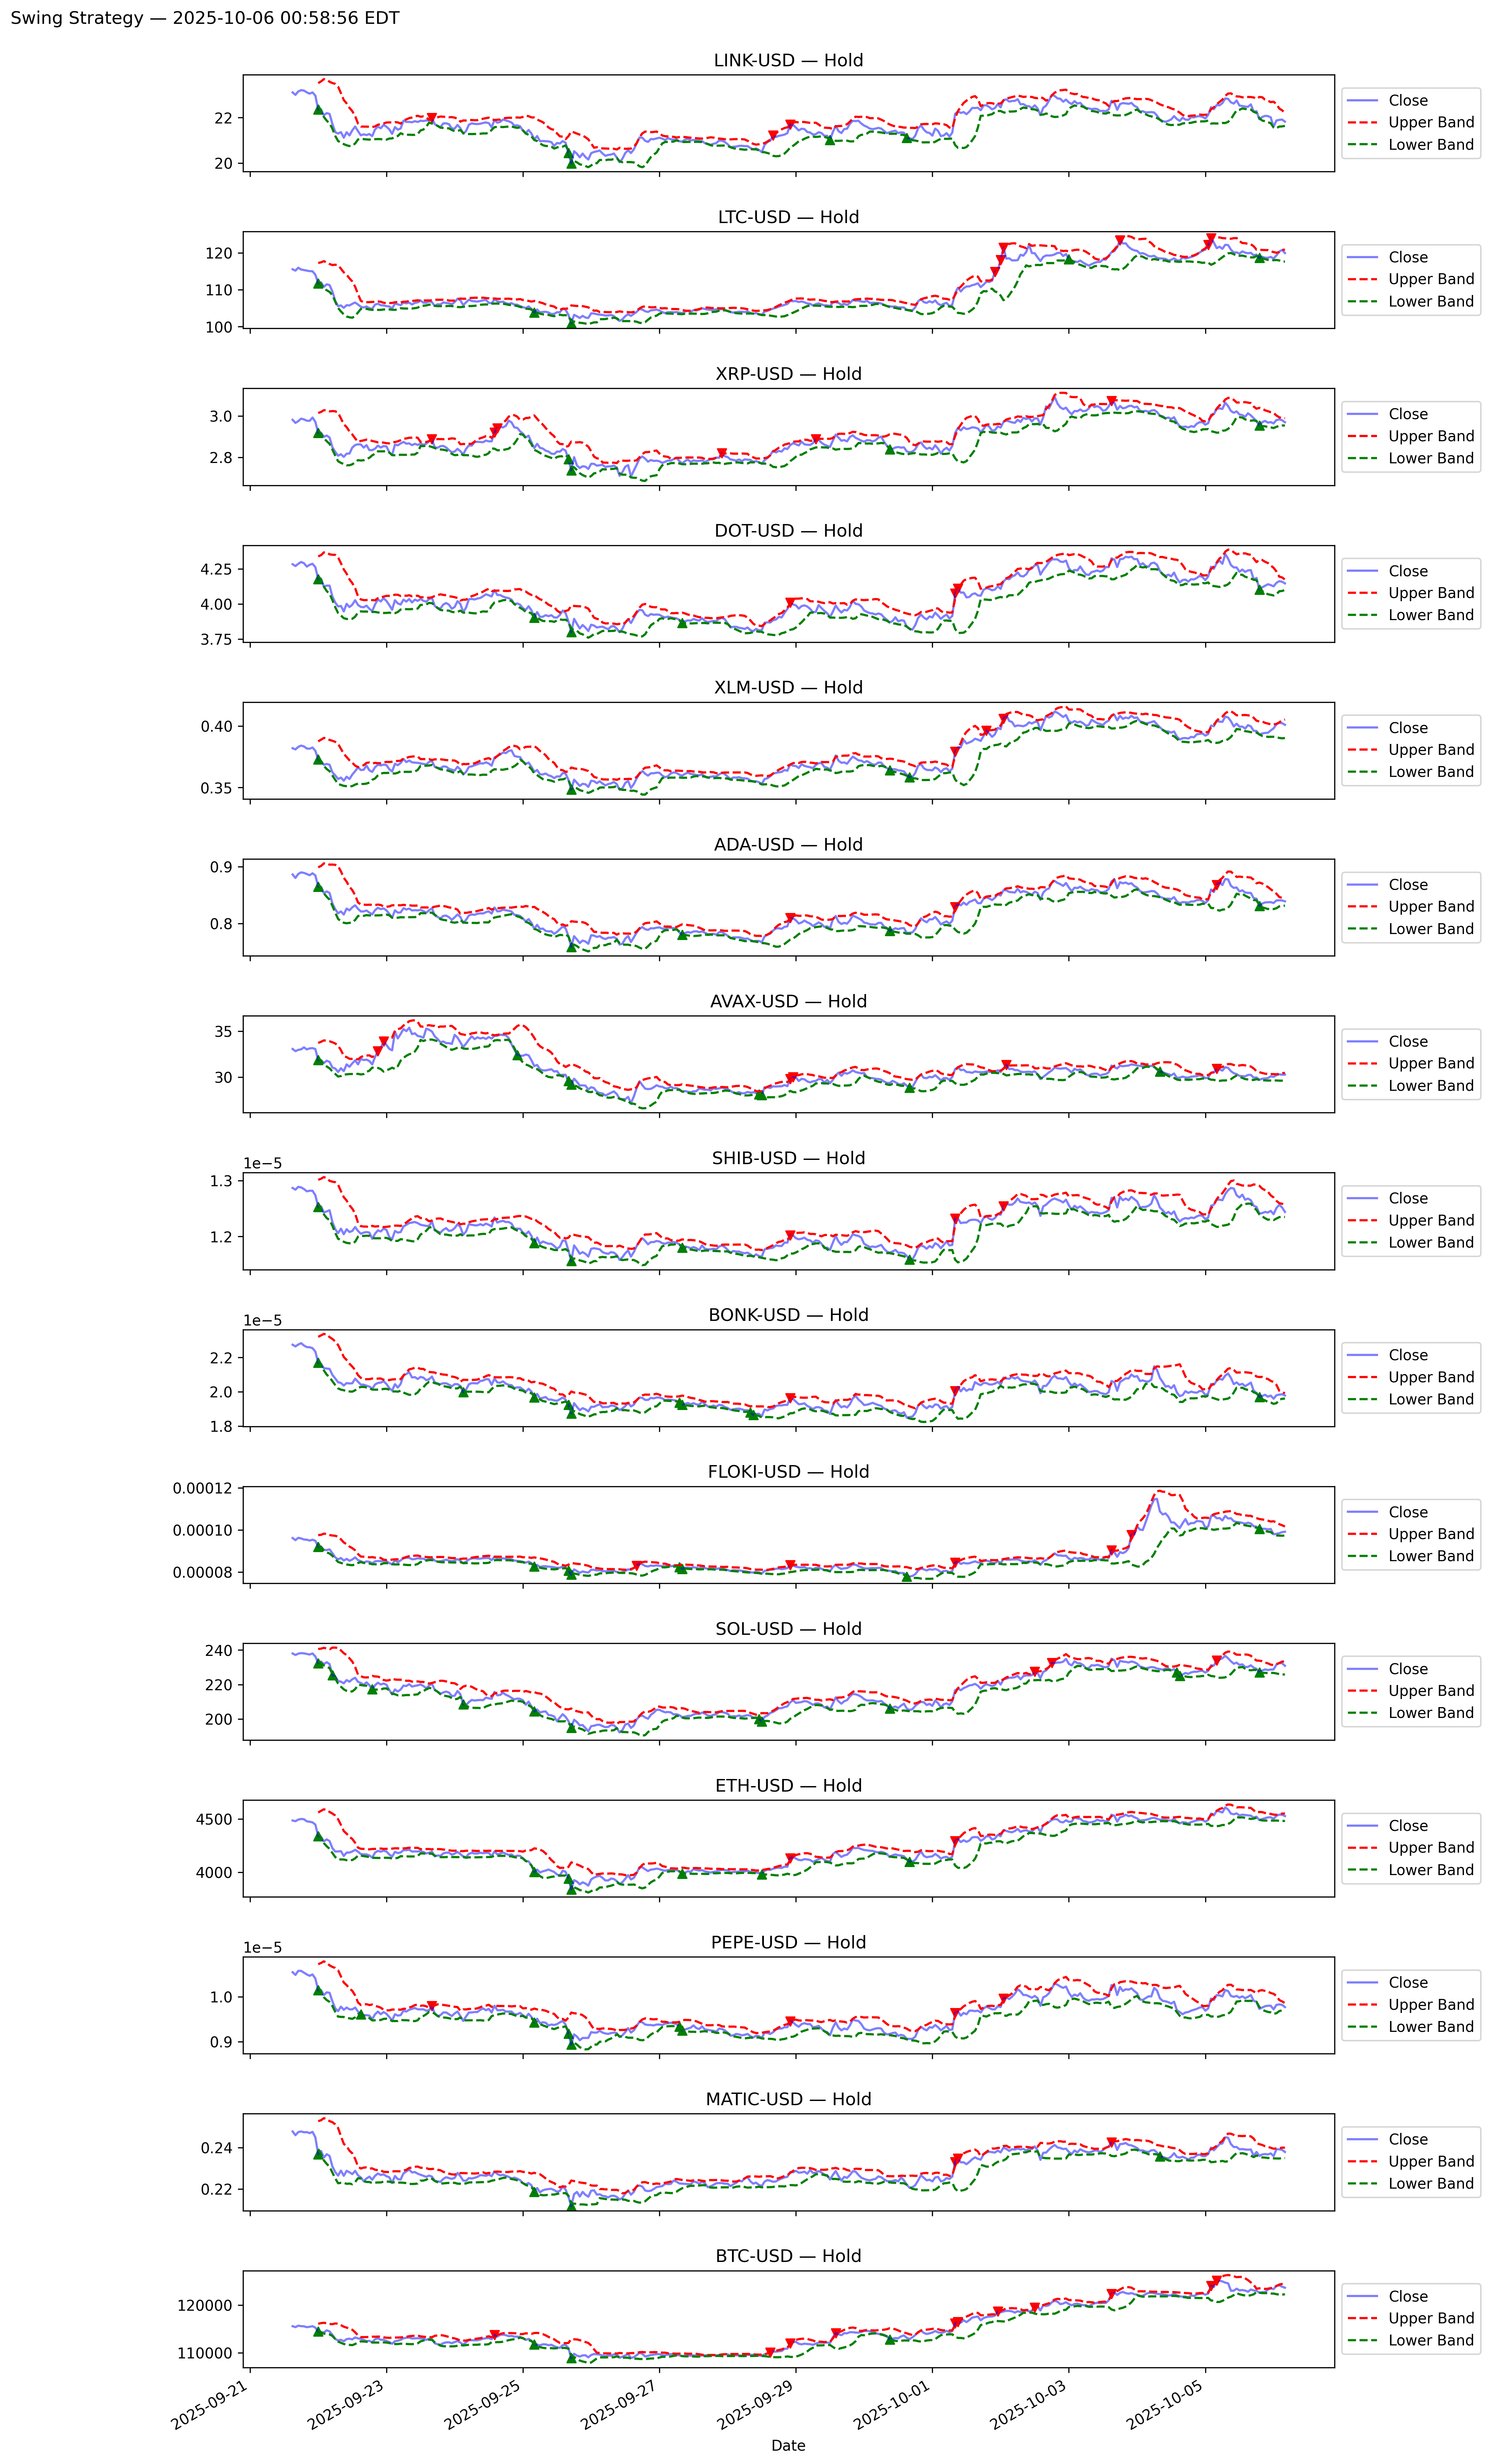 Swing Strategy — 2025-10-06 00:58:56 EDT
LINK-USD — Hold
22
20
Close
Upper Band
Lower Band
LTC-USD — Hold
120
110
100
Close
Upper Band
Lower Band
XRP-USD — Hold
3.0
2.8
Close
Upper Band
Lower Band
DOT-USD — Hold
4.25
4.00
3.75
Close
Upper Band
Lower Band
XLM-USD — Hold
0.40
0.35
Close
Upper Band
Lower Band
ADA-USD — Hold
0.9
0.8
Close
Upper Band
Lower Band
AVAX-USD — Hold
35
30
Close
Upper Band
Lower Band
SHIB-USD — Hold
1e−5
1.3
1.2
Close
Upper Band
Lower Band
BONK-USD — Hold
1e−5
2.2
2.0
1.8
Close
Upper Band
Lower Band
FLOKI-USD — Hold
0.00012
0.00010
0.00008
Close
Upper Band
Lower Band
SOL-USD — Hold
240
220
200
Close
Upper Band
Lower Band
ETH-USD — Hold
4500
4000
Close
Upper Band
Lower Band
PEPE-USD — Hold
1e−5
1.0
0.9
Close
Upper Band
Lower Band
MATIC-USD — Hold
0.24
0.22
Close
Upper Band
Lower Band
BTC-USD — Hold
120000
110000
Close
Upper Band
Lower Band
2025-09-21
2025-09-23
2025-09-25
2025-09-27
2025-09-29
2025-10-01
2025-10-03
2025-10-05
Date